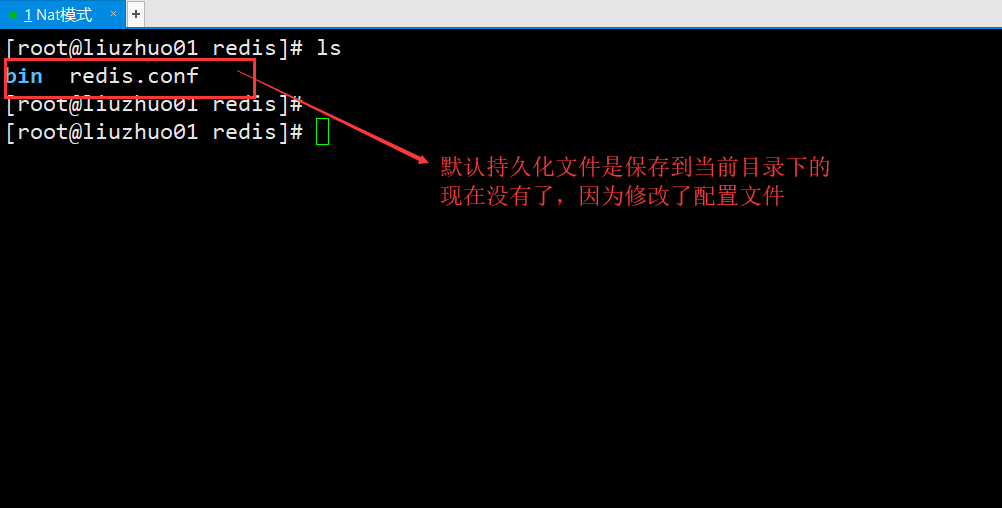 1 Nat模式 × +
[root@liuzhuo01 redis]# ls
bin redis.conf
[root@liuzhuo01 redis]#
[root@liuzhuo01 redis]#
默认持久化文件是保存到当前目录下的
现在没有了，因为修改了配置文件